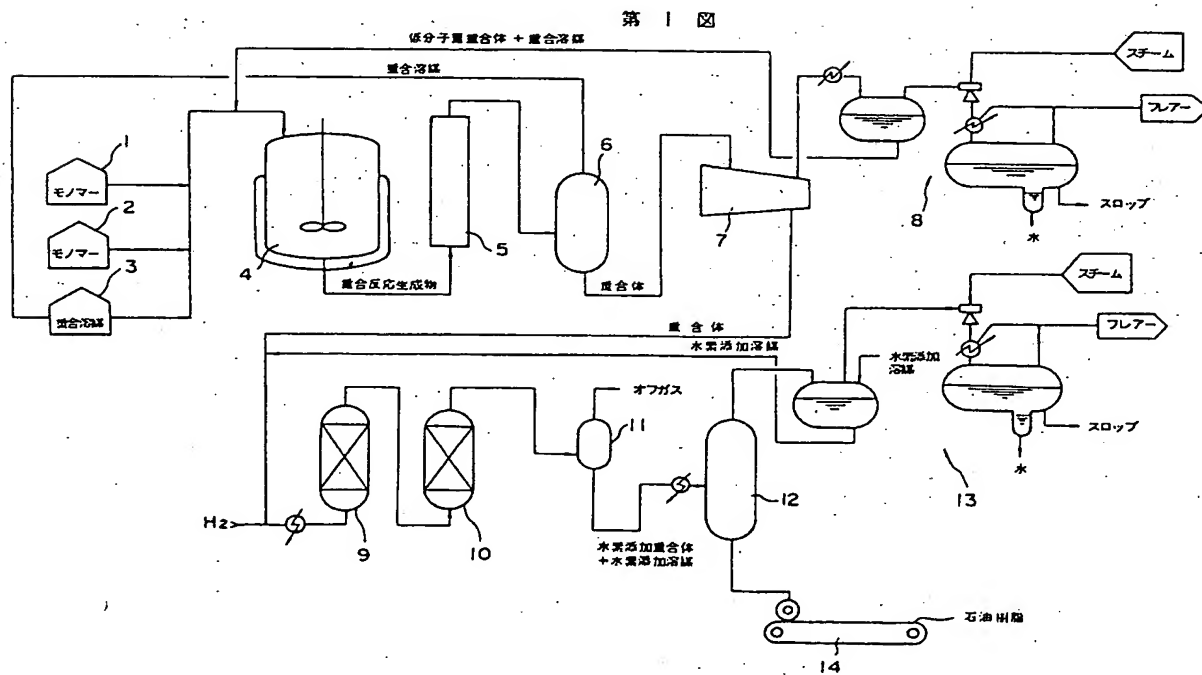 第 1 図
低分子量重合体 + 重合溶媒
重合溶媒
スチーム
フレアー
1
モノマー
2
モノマー
3
重合溶媒
4
重合反応生成物
5
6
重合体
7
8
スロップ
水
重合体
水素添加溶媒
スチーム
フレアー
水素添加
溶媒
オフガス
11
スロップ
水
13
H2
9
10
12
水素添加重合体
+水素添加溶媒
石油樹脂
14